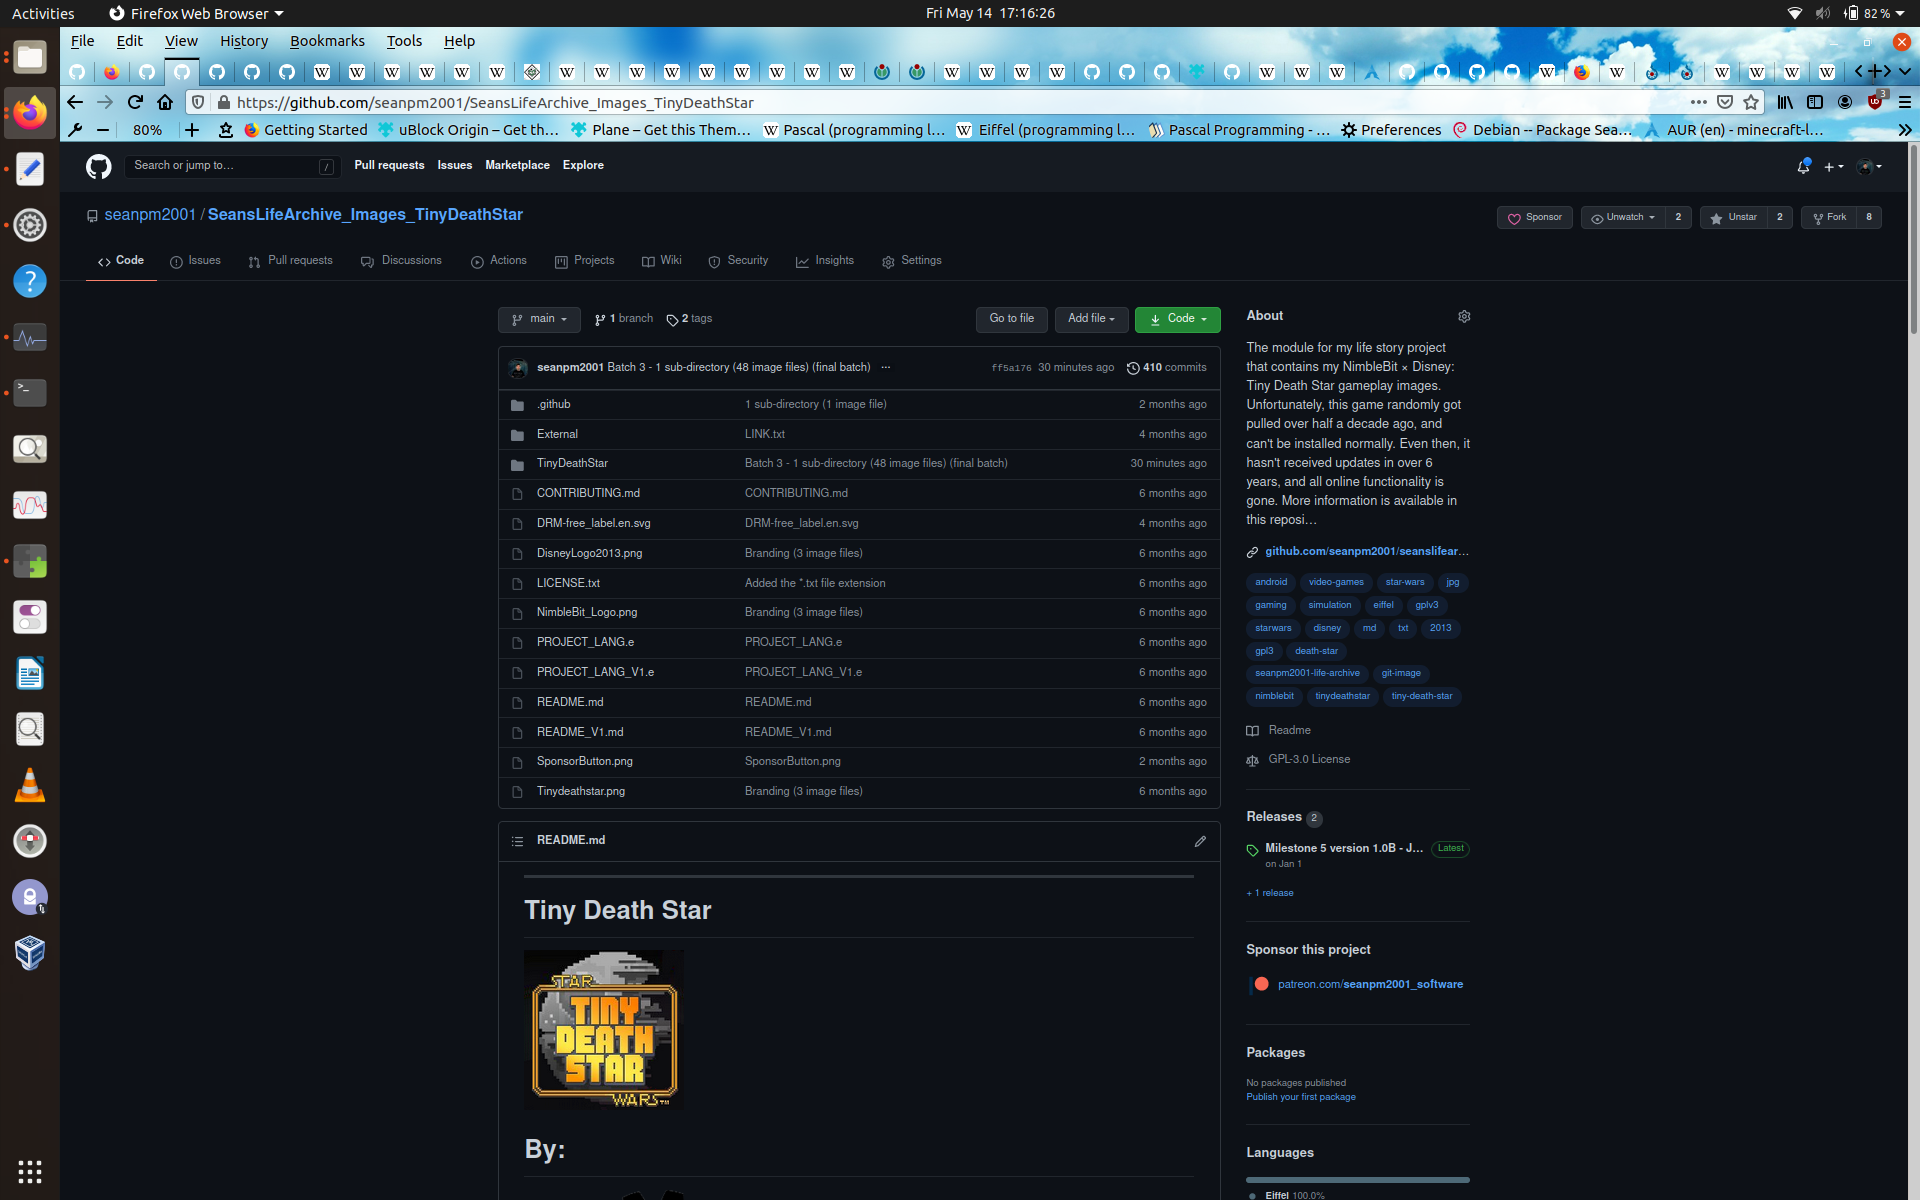 Activities
Firefox Web Browser
Fri May 14 17:16:26
82 %
File Edit View History Bookmarks Tools Help
https://github.com/seanpm2001/SeansLifeArchive_Images_TinyDeathStar
3
80%
Getting Started
uBlock Origin – Get th…
Plane – Get this Them…
Pascal (programming l…
Eiffel (programming l…
Pascal Programming - …
Preferences
Debian -- Package Sea…
AUR (en) - minecraft-l…
Search or jump to…
/
Pull requests Issues Marketplace Explore
seanpm2001 / SeansLifeArchive_Images_TinyDeathStar
Sponsor
Unwatch 2
Unstar 2
Fork 8
Code Issues Pull requests Discussions Actions Projects Wiki Security Insights Settings
main 1 branch 2 tags
Go to file Add file Code
seanpm2001 Batch 3 - 1 sub-directory (48 image files) (final batch) ... ff5a176 30 minutes ago 410 commits
.github 1 sub-directory (1 image file) 2 months ago
External LINK.txt 4 months ago
TinyDeathStar Batch 3 - 1 sub-directory (48 image files) (final batch) 30 minutes ago
CONTRIBUTING.md CONTRIBUTING.md 6 months ago
DRM-free_label.en.svg DRM-free_label.en.svg 4 months ago
DisneyLogo2013.png Branding (3 image files) 6 months ago
LICENSE.txt Added the *.txt file extension 6 months ago
NimbleBit_Logo.png Branding (3 image files) 6 months ago
PROJECT_LANG.e PROJECT_LANG.e 6 months ago
PROJECT_LANG_V1.e PROJECT_LANG_V1.e 6 months ago
README.md README.md 6 months ago
README_V1.md README_V1.md 6 months ago
SponsorButton.png SponsorButton.png 2 months ago
Tinydeathstar.png Branding (3 image files) 6 months ago
README.md
Tiny Death Star
STAR
TINY
DEATH
STAR
WARS™
By:
About
The module for my life story project
that contains my NimbleBit × Disney:
Tiny Death Star gameplay images.
Unfortunately, this game randomly got
pulled over half a decade ago, and
can't be installed normally. Even then, it
hasn't received updates in over 6
years, and all online functionality is
gone. More information is available in
this reposi…
github.com/seanpm2001/seanslifear…
android video-games star-wars jpg
gaming simulation eiffel gplv3
starwars disney md txt 2013
gpl3 death-star
seanpm2001-life-archive git-image
nimblebit tinydeathstar tiny-death-star
Readme
GPL-3.0 License
Releases 2
Milestone 5 version 1.0B - J… Latest
on Jan 1
+ 1 release
Sponsor this project
patreon.com/seanpm2001_software
Packages
No packages published
Publish your first package
Languages
Eiffel 100.0%